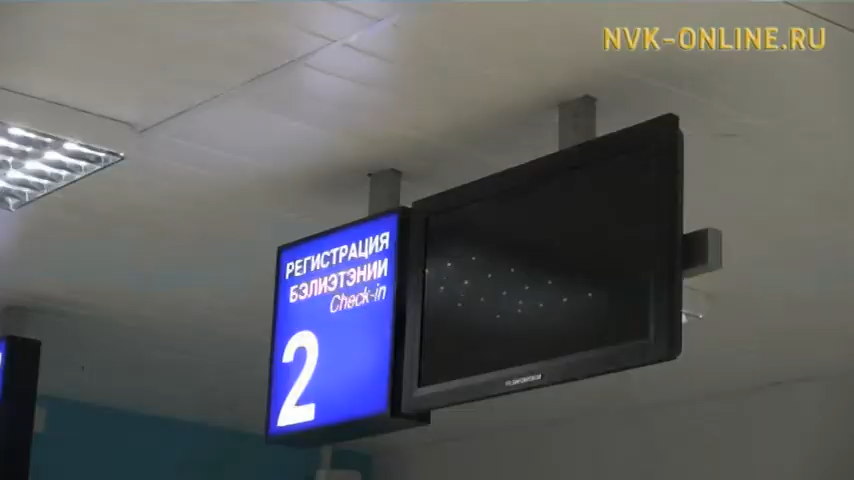 NVK-ONLINE.RU
РЕГИСТРАЦИЯ
БЭЛИЭТЭНИИ
Check-in
2